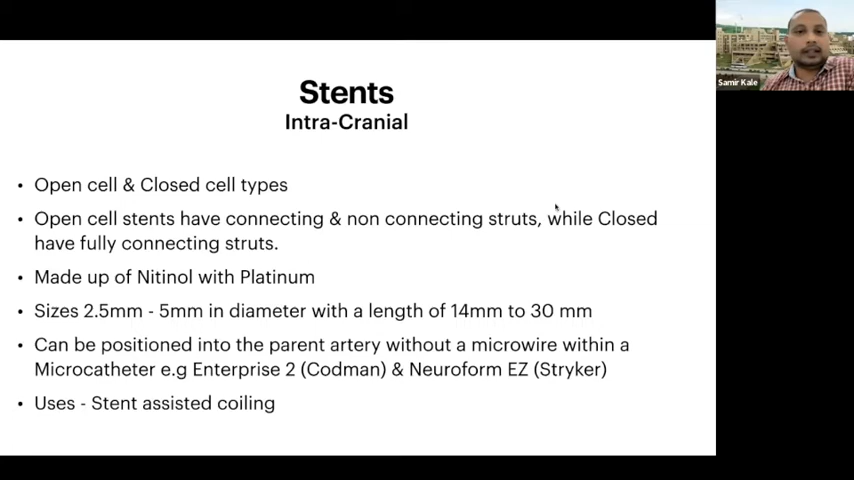 Stents
Intra-Cranial
• Open cell & Closed cell types
• Open cell stents have connecting & non connecting struts, while Closed
have fully connecting struts.
• Made up of Nitinol with Platinum
• Sizes 2.5mm - 5mm in diameter with a length of 14mm to 30 mm
• Can be positioned into the parent artery without a microwire within a
Microcatheter e.g Enterprise 2 (Codman) & Neuroform EZ (Stryker)
• Uses - Stent assisted coiling
Samir Kale